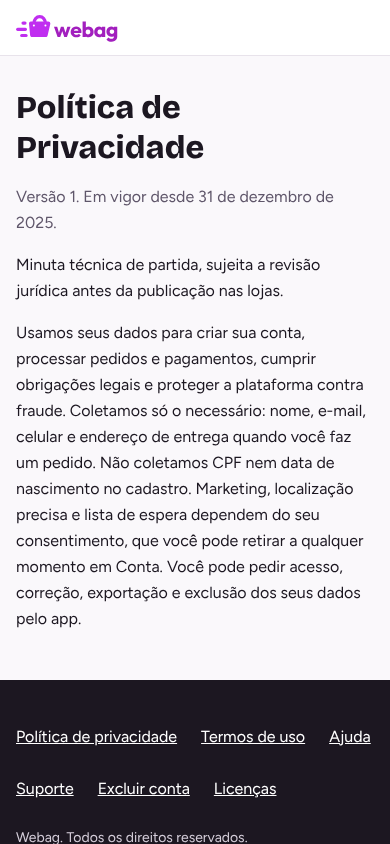 webag
Política de
Privacidade
Versão 1. Em vigor desde 31 de dezembro de
2025.
Minuta técnica de partida, sujeita a revisão
jurídica antes da publicação nas lojas.
Usamos seus dados para criar sua conta,
processar pedidos e pagamentos, cumprir
obrigações legais e proteger a plataforma contra
fraude. Coletamos só o necessário: nome, e-mail,
celular e endereço de entrega quando você faz
um pedido. Não coletamos CPF nem data de
nascimento no cadastro. Marketing, localização
precisa e lista de espera dependem do seu
consentimento, que você pode retirar a qualquer
momento em Conta. Você pode pedir acesso,
correção, exportação e exclusão dos seus dados
pelo app.
Política de privacidade Termos de uso Ajuda
Suporte Excluir conta Licenças
Webag. Todos os direitos reservados.